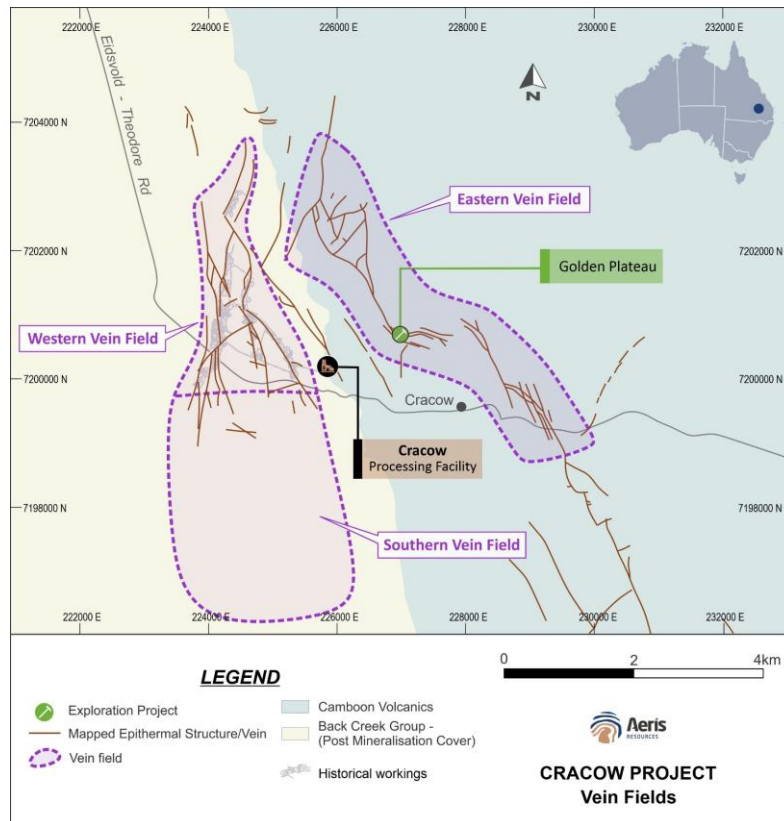 222000 E
224000 E
226000 E
228000 E
230000 E
232000 E
Eidsvold - Theodore Rd
N
7204000 N
Eastern Vein Field
7202000 N
7202000 N
Golden Plateau
Western Vein Field
7200000 N
7200000 N
Cracow
Cracow
Processing Facility
7198000 N
7198000 N
Southern Vein Field
222000 E
224000 E
226000 E
228000 E
230000 E
232000 E
LEGEND
0
2
4km
Exploration Project
Mapped Epithermal Structure/Vein
Vein field
Camboon Volcanics
Back Creek Group -
(Post Mineralisation Cover)
Historical workings
Aeris
RESOURCES
CRACOW PROJECT
Vein Fields